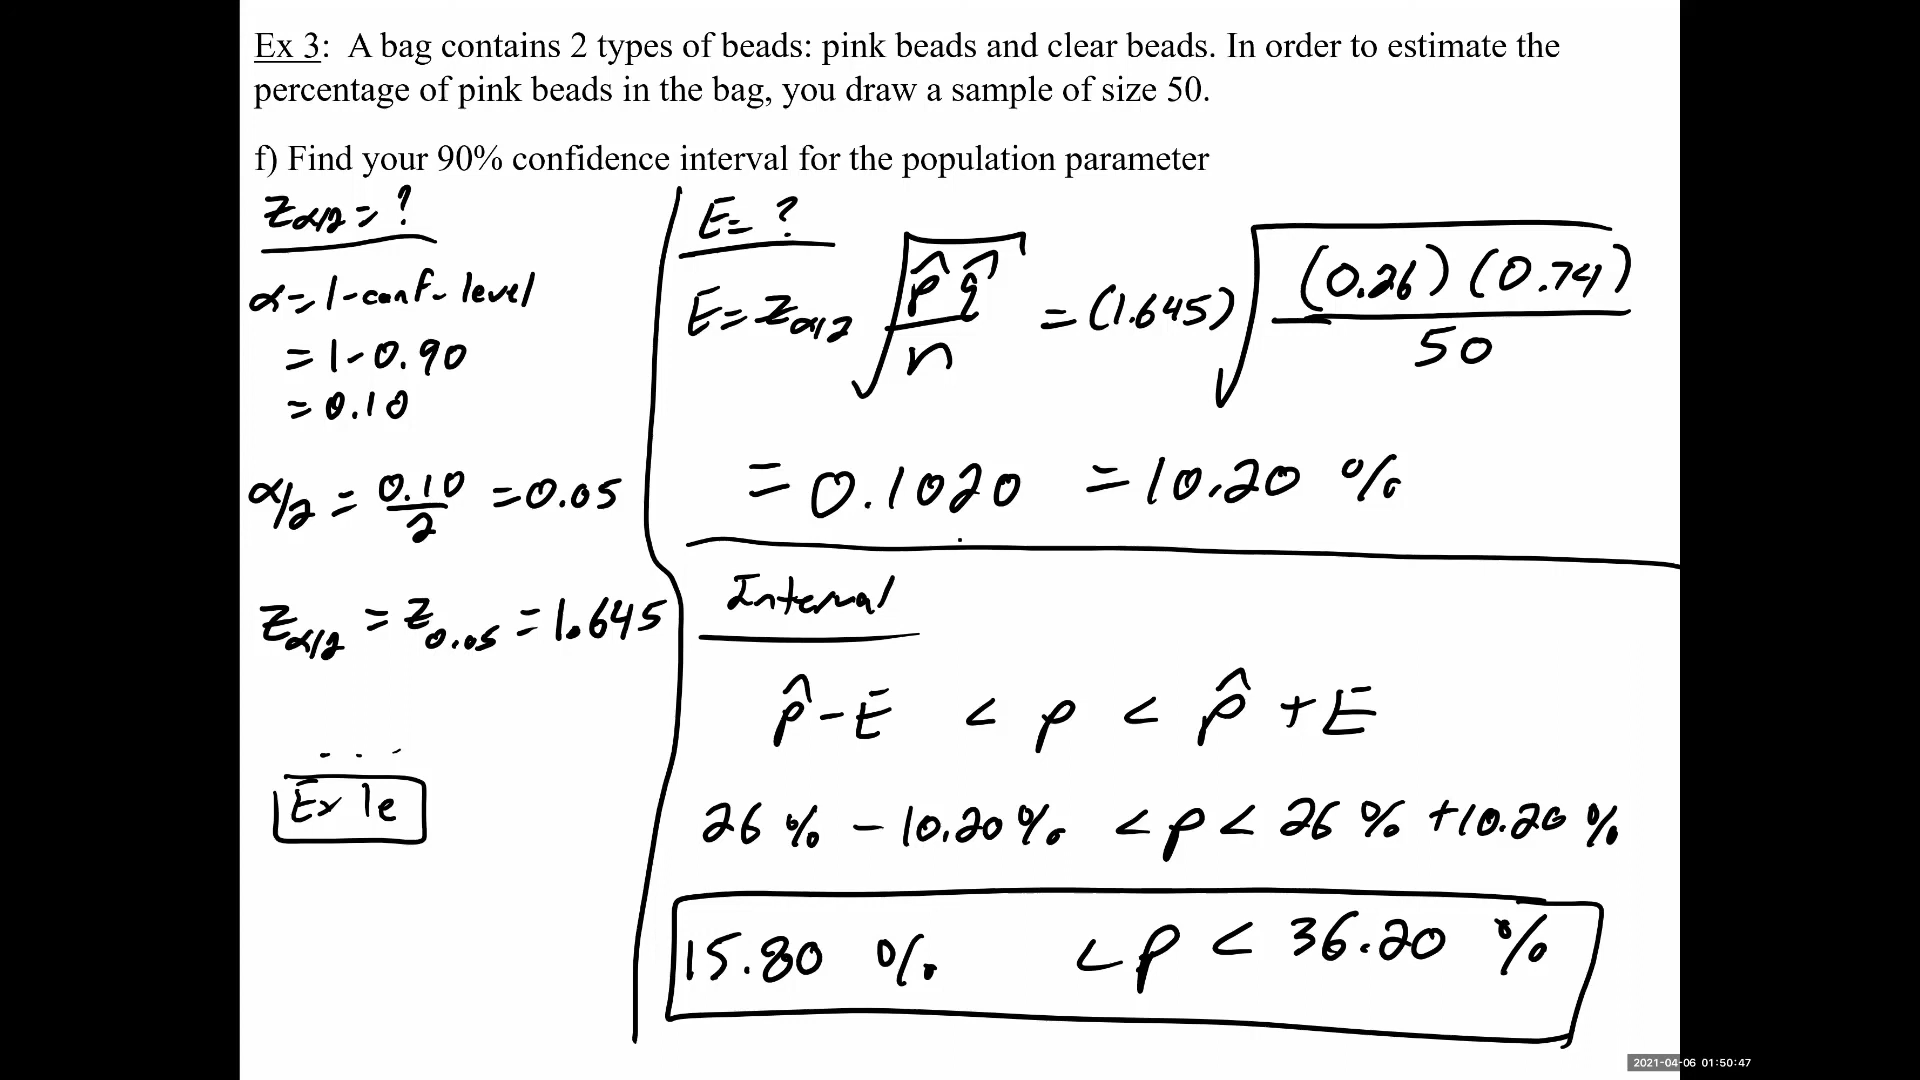 Ex 3: A bag contains 2 types of beads: pink beads and clear beads. In order to estimate the
percentage of pink beads in the bag, you draw a sample of size 50.
f) Find your 90% confidence interval for the population parameter
Zα/2 = ?
α = 1 - conf. level
= 1 - 0.90
= 0.10
α/2 = 0.10/2 = 0.05
Zα/2 = Z0.05 = 1.645
Ex 1e
E = ?
E = Zα/2 √(p̂ q̂ / n) = (1.645) √((0.26)(0.74) / 50)
= 0.1020 = 10.20 %
Interval
p̂ - E < p < p̂ + E
26 % - 10.20 % < p < 26 % + 10.20 %
15.80 % < p < 36.20 %
2021-04-06 01:50:47